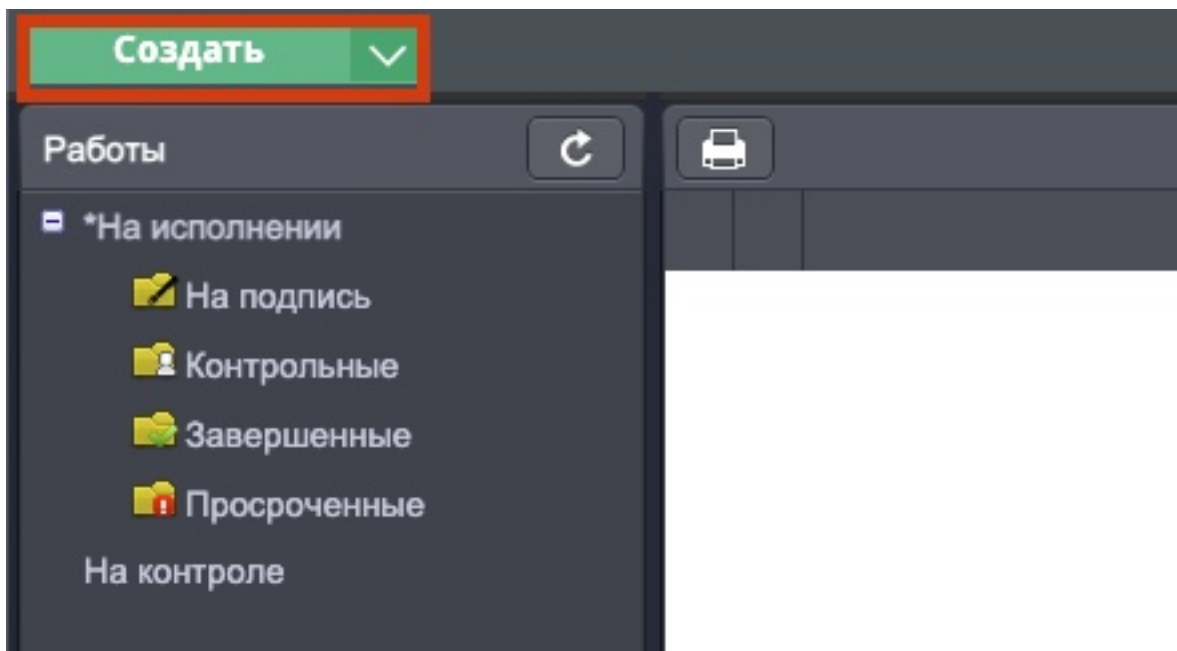 Создать
Работы
*На исполнении
На подпись
Контрольные
Завершенные
Просроченные
На контроле